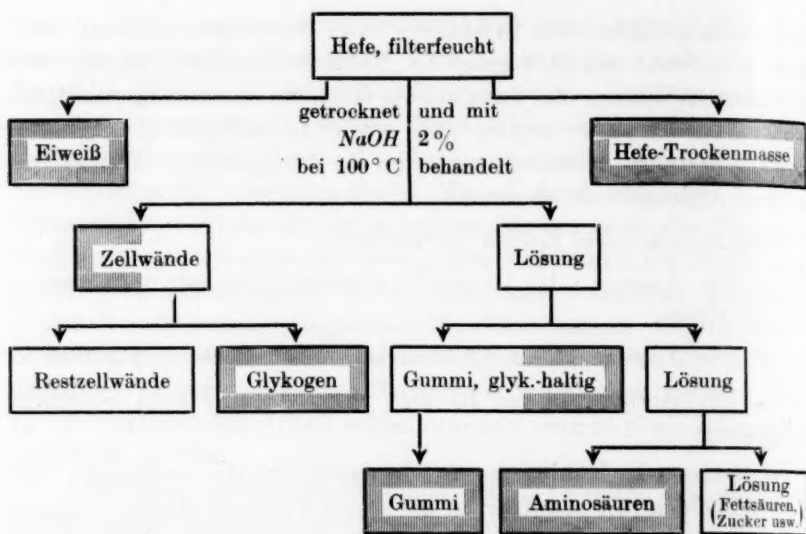 Hefe, filterfeucht
getrocknet und mit
NaOH 2 %
bei 100° C behandelt
Eiweiß
Hefe-Trockenmasse
Zellwände
Lösung
Restzellwände
Glykogen
Gummi, glyk.-haltig
Lösung
Gummi
Aminosäuren
Lösung
(Fettsäuren,
Zucker usw.)